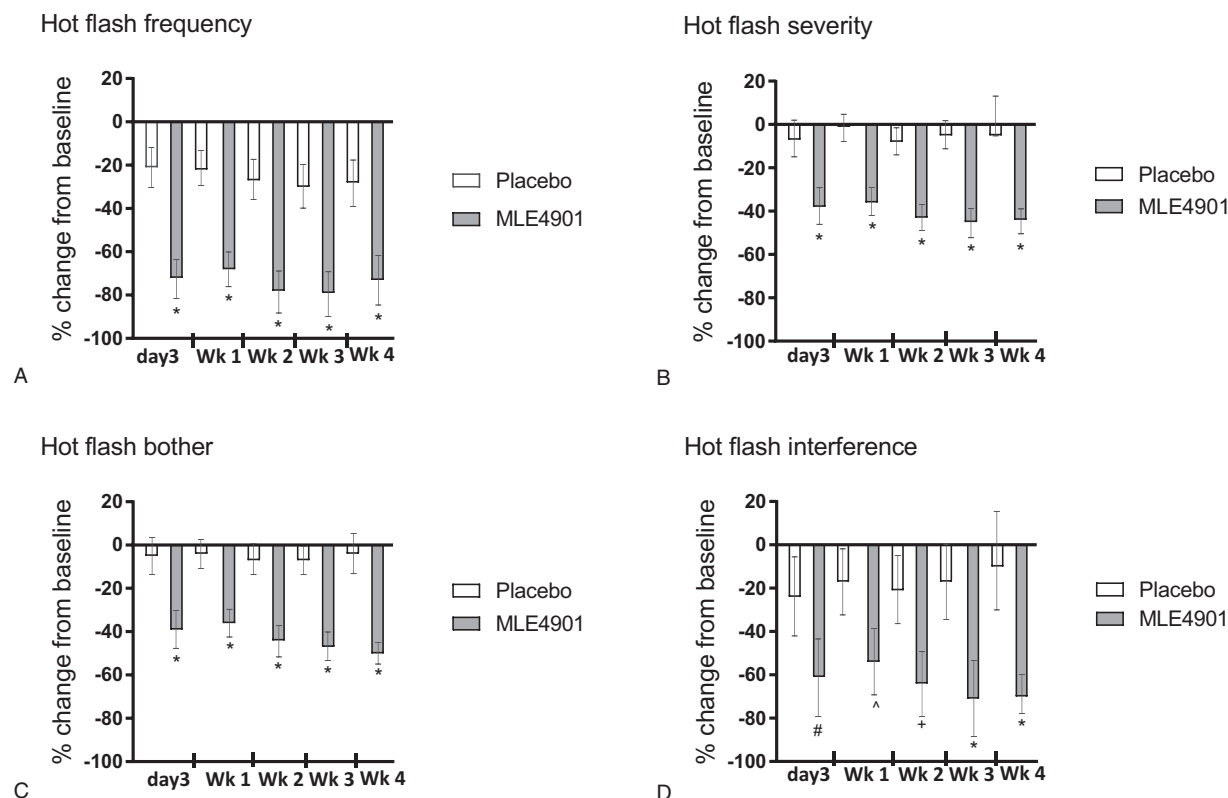 Hot flash frequency
% change from baseline
20
0
-20
-40
-60
-80
-100
* * * * *
day3 Wk 1 Wk 2 Wk 3 Wk 4
Placebo
MLE4901
A
Hot flash severity
% change from baseline
20
0
-20
-40
-60
-80
-100
* * * * *
day3 Wk 1 Wk 2 Wk 3 Wk 4
Placebo
MLE4901
B
Hot flash bother
% change from baseline
20
0
-20
-40
-60
-80
-100
* * * * *
day3 Wk 1 Wk 2 Wk 3 Wk 4
Placebo
MLE4901
C
Hot flash interference
% change from baseline
20
0
-20
-40
-60
-80
-100
# ^ + * *
day3 Wk 1 Wk 2 Wk 3 Wk 4
Placebo
MLE4901
D